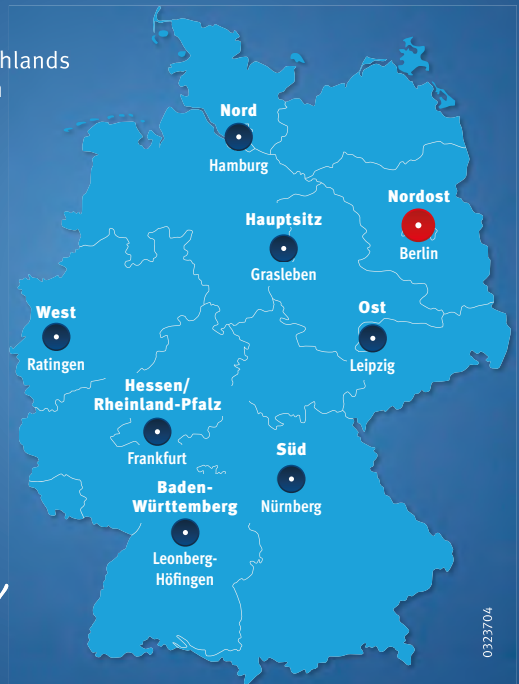 hlands
Nord
Hamburg
Nordost
Berlin
Hauptsitz
Grasleben
West
Ratingen
Ost
Leipzig
Hessen/
Rheinland-Pfalz
Frankfurt
Süd
Nürnberg
Baden-
Württemberg
Leonberg-
Höfingen
0323704